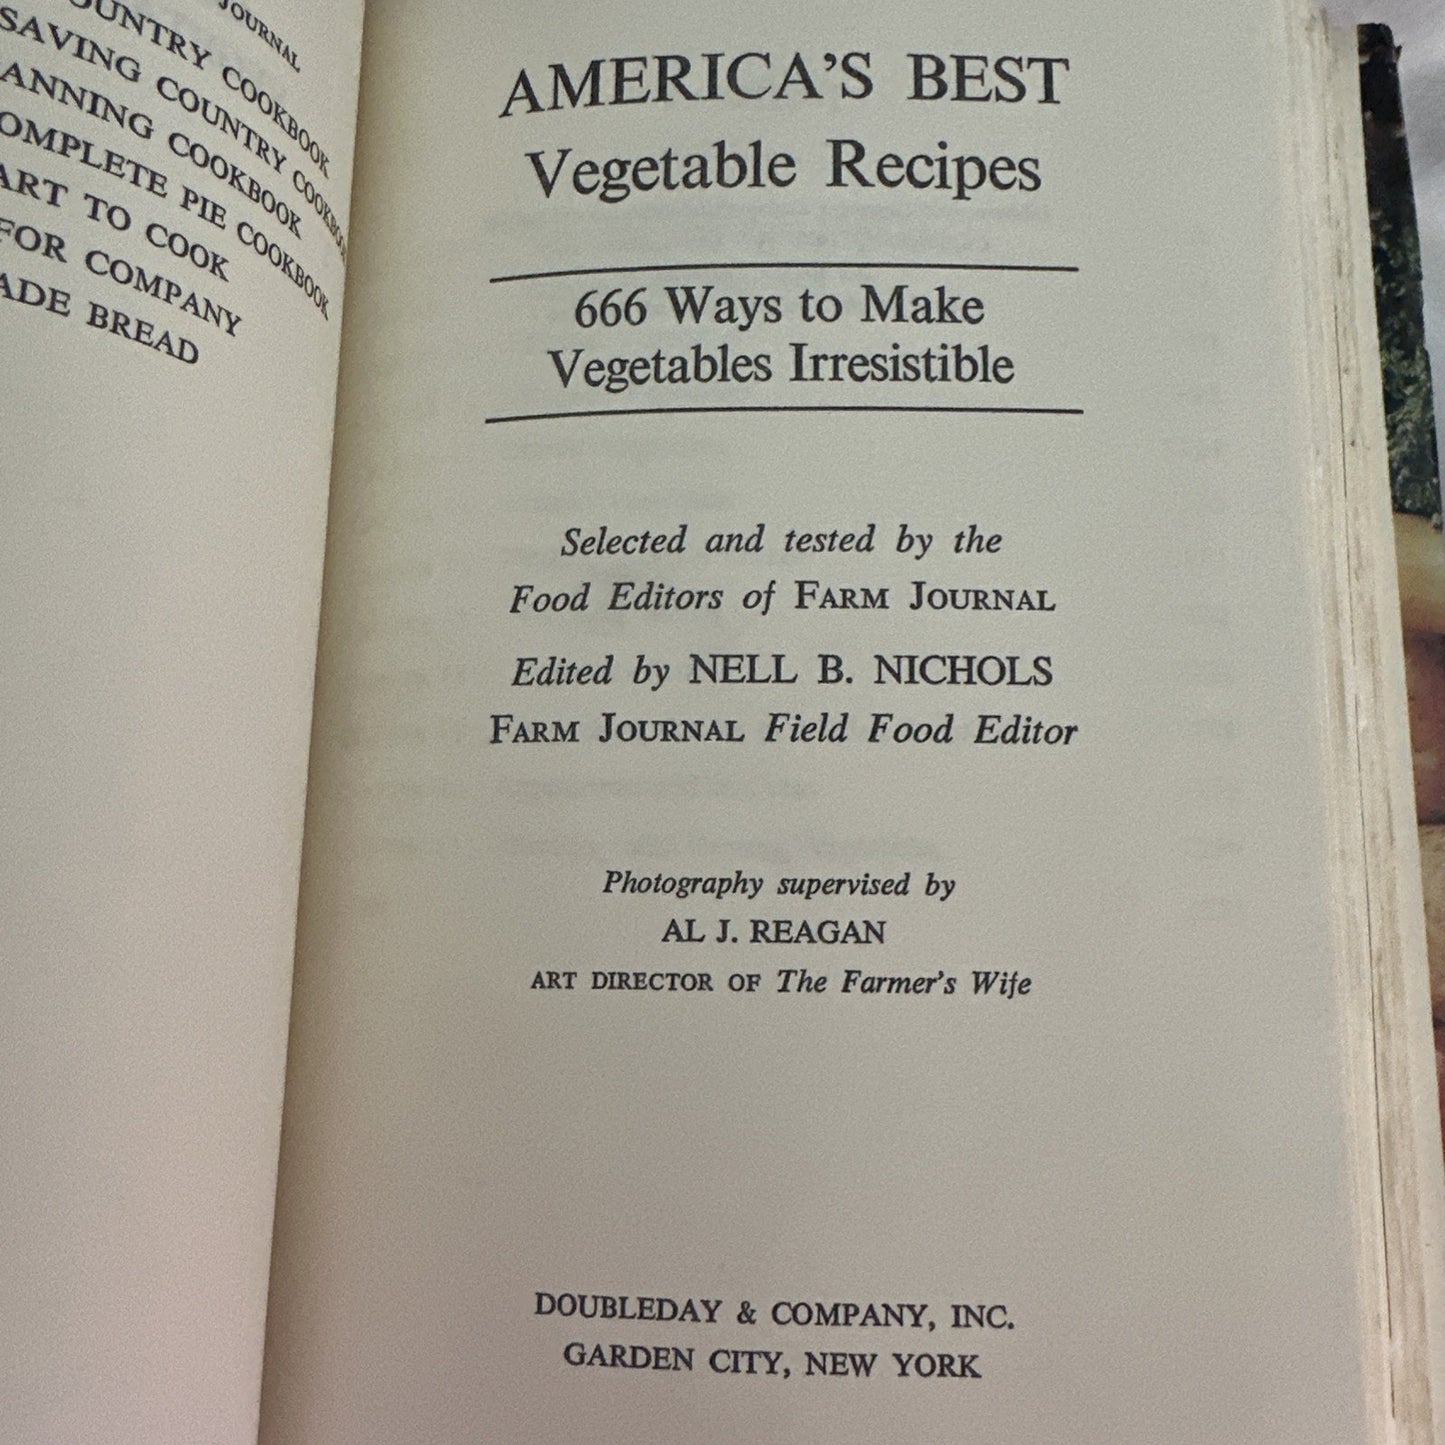 JOURNAL
COUNTRY COOKBOOK
SAVING COUNTRY COOKBOOK
ANNING COOKBOOK
OMPLETE PIE COOKBOOK
ART TO COOK
FOR COMPANY
ADE BREAD
AMERICA'S BEST
Vegetable Recipes
666 Ways to Make
Vegetables Irresistible
Selected and tested by the
Food Editors of FARM JOURNAL
Edited by NELL B. NICHOLS
FARM JOURNAL Field Food Editor
Photography supervised by
AL J. REAGAN
ART DIRECTOR OF The Farmer's Wife
DOUBLEDAY & COMPANY, INC.
GARDEN CITY, NEW YORK